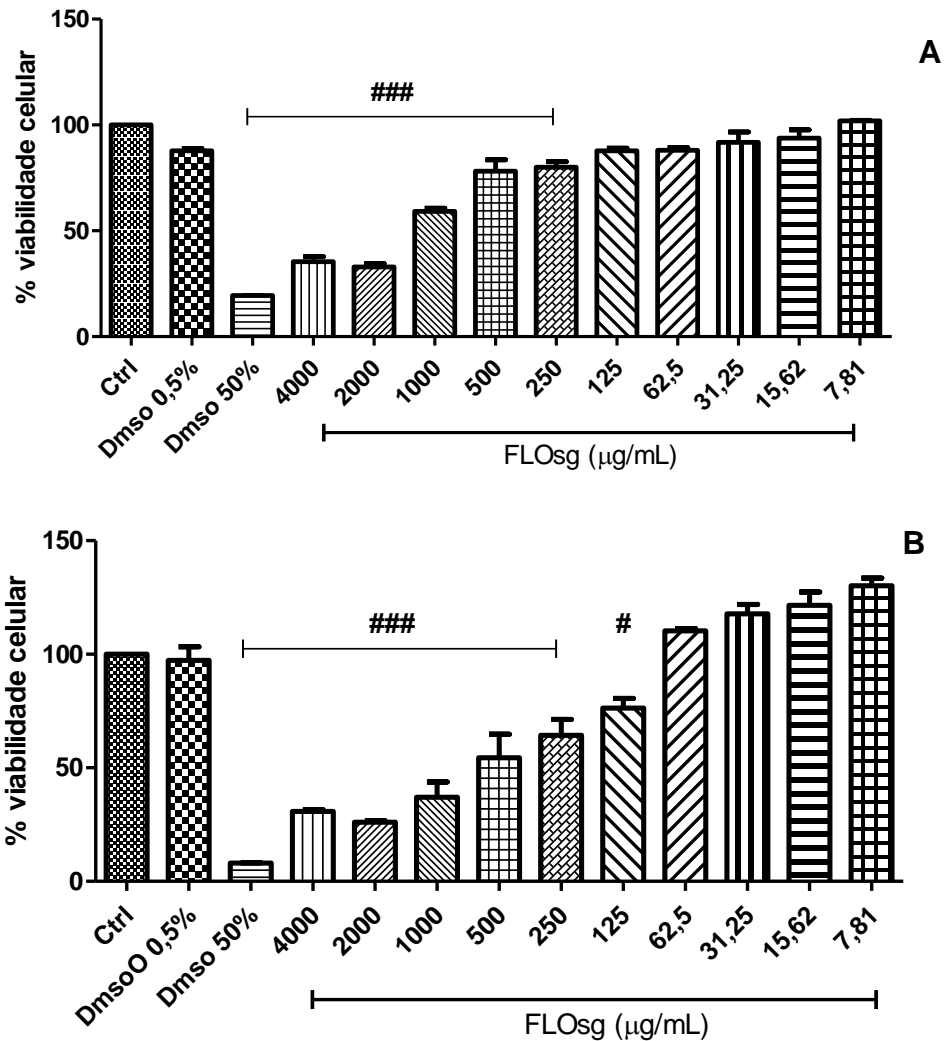 A
% viabilidade celular
150
100
50
0
###
Ctrl
Dmso 0,5%
Dmso 50%
4000
2000
1000
500
250
125
62,5
31,25
15,62
7,81
FLOsg (μg/mL)
B
% viabilidade celular
150
100
50
0
###
#
Ctrl
DmsoO 0,5%
Dmso 50%
4000
2000
1000
500
250
125
62,5
31,25
15,62
7,81
FLOsg (μg/mL)